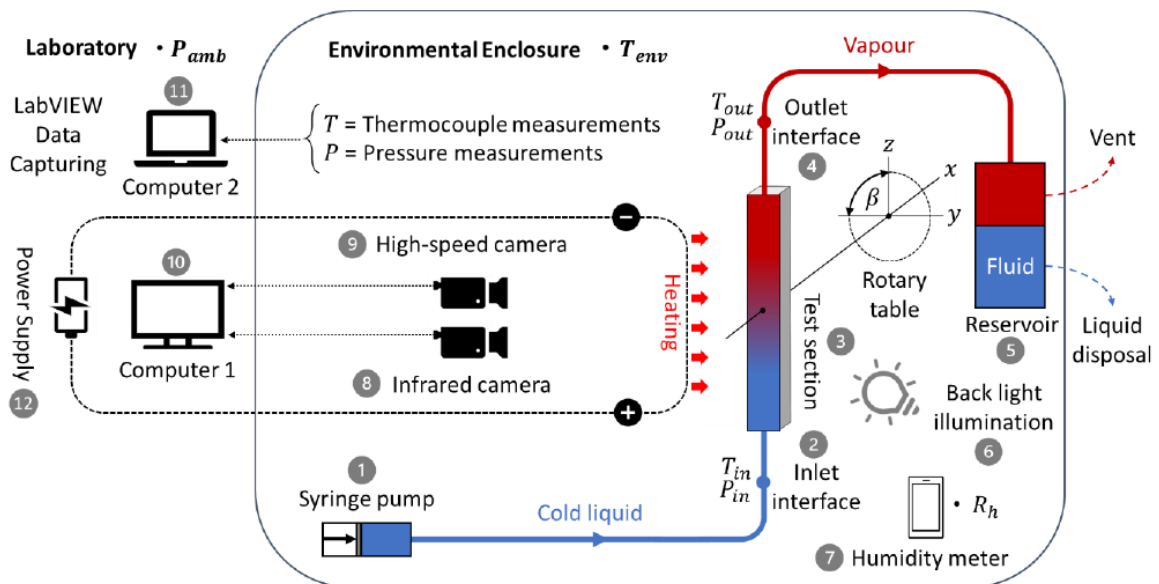 Laboratory · P_amb
Environmental Enclosure · T_env
11
LabVIEW
Data
Capturing
Computer 2
T = Thermocouple measurements
P = Pressure measurements
Vapour
T_out
P_out
Outlet
interface
4
z
x
y
β
Rotary
table
Vent
Fluid
Reservoir
5
Liquid
disposal
Power Supply
12
10
Computer 1
9 High-speed camera
8 Infrared camera
−
+
Heating
Test section
3
Back light
illumination
6
2
T_in
P_in
Inlet
interface
1
Syringe pump
Cold liquid
· R_h
7 Humidity meter